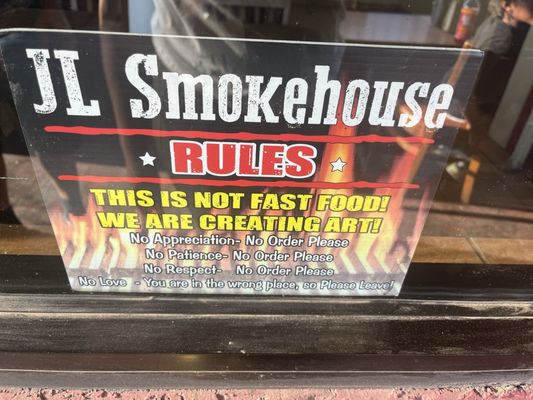 JL Smokehouse
RULES
THIS IS NOT FAST FOOD!
WE ARE CREATING ART!
No Appreciation- No Order Please
No Patience- No Order Please
No Respect- No Order Please
No Love - You are in the wrong place, so Please Leave!